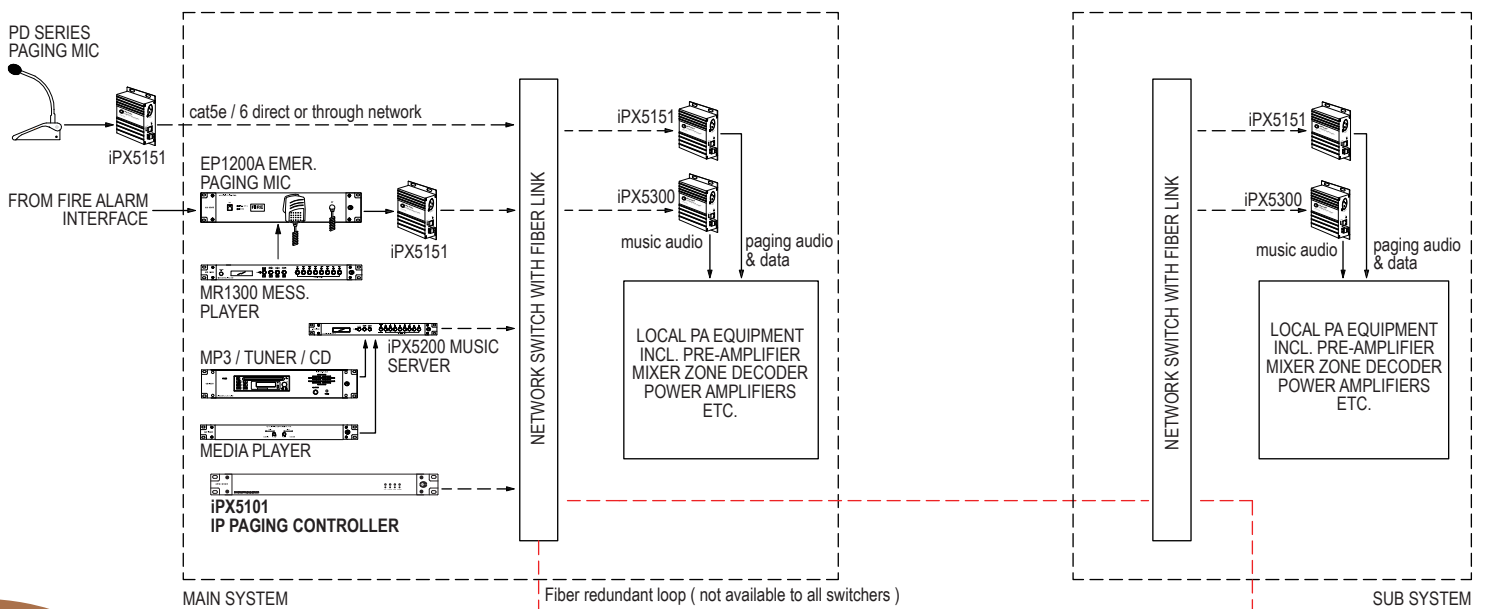 PD SERIES
PAGING MIC
iPX5151
cat5e / 6 direct or through network
EP1200A EMER.
PAGING MIC
FROM FIRE ALARM
INTERFACE
iPX5151
MR1300 MESS.
PLAYER
iPX5200 MUSIC
SERVER
MP3 / TUNER / CD
MEDIA PLAYER
iPX5101
IP PAGING CONTROLLER
NETWORK SWITCH WITH FIBER LINK
iPX5151
iPX5300
music audio
paging audio
& data
LOCAL PA EQUIPMENT
INCL. PRE-AMPLIFIER
MIXER ZONE DECODER
POWER AMPLIFIERS
ETC.
MAIN SYSTEM
Fiber redundant loop ( not available to all switchers )
NETWORK SWITCH WITH FIBER LINK
iPX5151
iPX5300
music audio
paging audio
& data
LOCAL PA EQUIPMENT
INCL. PRE-AMPLIFIER
MIXER ZONE DECODER
POWER AMPLIFIERS
ETC.
SUB SYSTEM